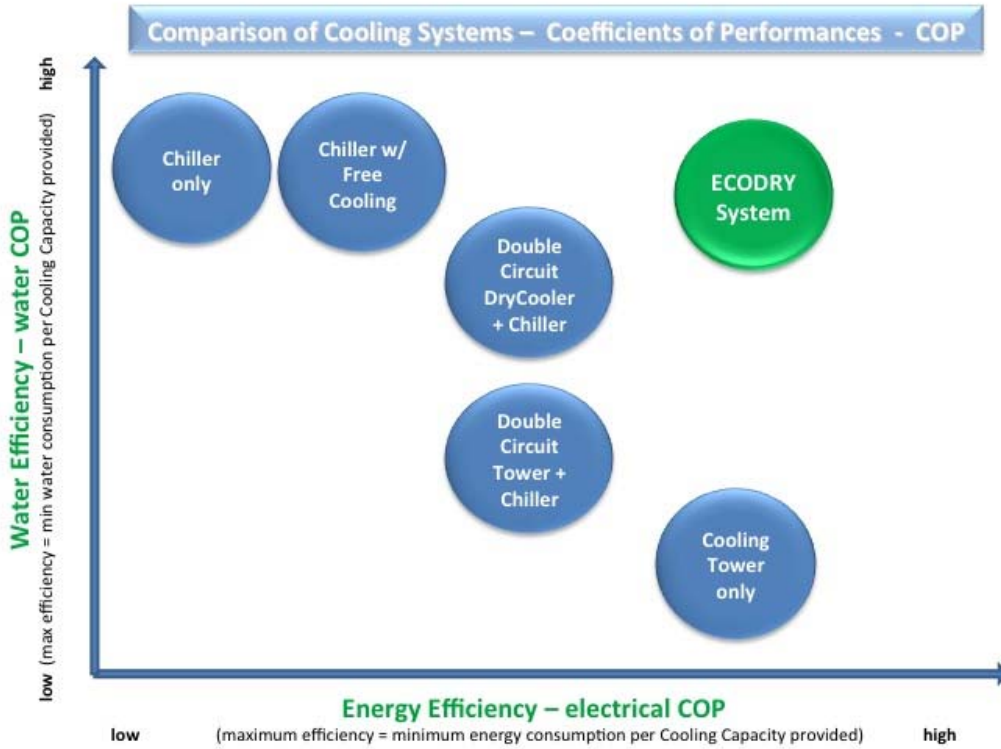 Comparison of Cooling Systems – Coefficients of Performances - COP
high
Water Efficiency – water COP
(max efficiency = min water consumption per Cooling Capacity provided)
low
Chiller
only
Chiller w/
Free
Cooling
ECODRY
System
Double
Circuit
DryCooler
+ Chiller
Double
Circuit
Tower +
Chiller
Cooling
Tower
only
Energy Efficiency – electrical COP
low (maximum efficiency = minimum energy consumption per Cooling Capacity provided) high